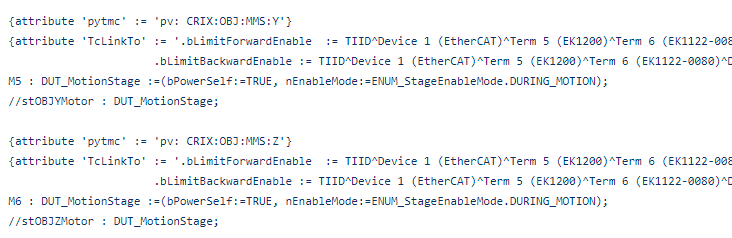 {attribute 'pytmc' := 'pv: CRIX:OBJ:MMS:Y'}
{attribute 'TcLinkTo' := '.bLimitForwardEnable := TIID^Device 1 (EtherCAT)^Term 5 (EK1200)^Term 6 (EK1122-008
.bLimitBackwardEnable := TIID^Device 1 (EtherCAT)^Term 5 (EK1200)^Term 6 (EK1122-0080)^D
M5 : DUT_MotionStage :=(bPowerSelf:=TRUE, nEnableMode:=ENUM_StageEnableMode.DURING_MOTION);
//stOBJYMotor : DUT_MotionStage;
{attribute 'pytmc' := 'pv: CRIX:OBJ:MMS:Z'}
{attribute 'TcLinkTo' := '.bLimitForwardEnable := TIID^Device 1 (EtherCAT)^Term 5 (EK1200)^Term 6 (EK1122-008
.bLimitBackwardEnable := TIID^Device 1 (EtherCAT)^Term 5 (EK1200)^Term 6 (EK1122-0080)^D
M6 : DUT_MotionStage :=(bPowerSelf:=TRUE, nEnableMode:=ENUM_StageEnableMode.DURING_MOTION);
//stOBJZMotor : DUT_MotionStage;